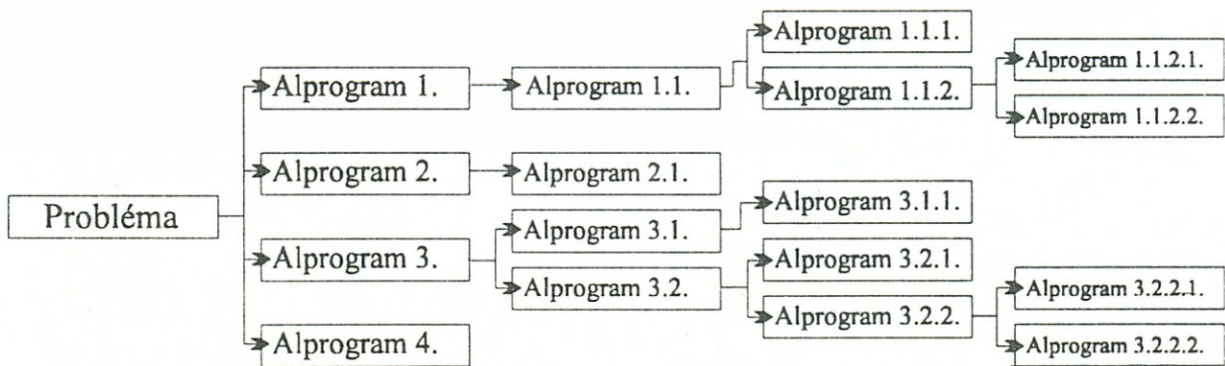 Alprogram 1.1.1.
Alprogram 1. Alprogram 1.1. Alprogram 1.1.2. Alprogram 1.1.2.1.
Alprogram 1.1.2.2.
Alprogram 2. Alprogram 2.1.
Probléma Alprogram 3.1. Alprogram 3.1.1.
Alprogram 3. Alprogram 3.2.1.
Alprogram 3.2. Alprogram 3.2.2. Alprogram 3.2.2.1.
Alprogram 4. Alprogram 3.2.2.2.